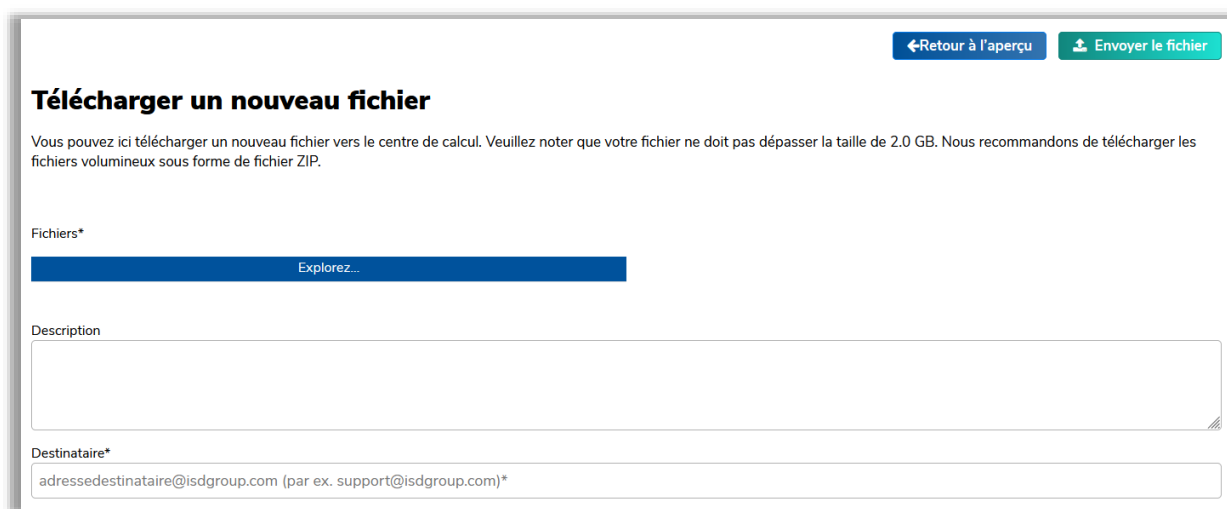 Retour à l'aperçu
Envoyer le fichier
Télécharger un nouveau fichier
Vous pouvez ici télécharger un nouveau fichier vers le centre de calcul. Veuillez noter que votre fichier ne doit pas dépasser la taille de 2.0 GB. Nous recommandons de télécharger les
fichiers volumineux sous forme de fichier ZIP.
Fichiers*
Explorez...
Description
Destinataire*
adressedestinataire@isdgroup.com (par ex. support@isdgroup.com)*